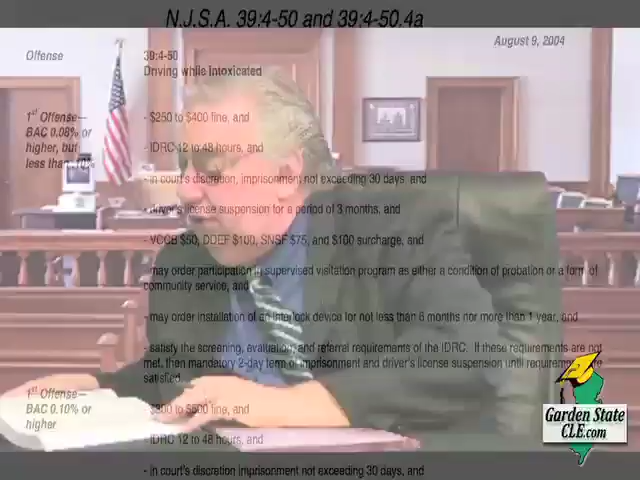 N.J.S.A. 39:4-50 and 39:4-50.4a
August 9, 2004
Offense
39:4-50
Driving while Intoxicated
1st Offense—
BAC 0.08% or
higher, but
less than .10%
- $250 to $400 fine, and
- IDRC 12 to 48 hours, and
- in court's discretion, imprisonment not exceeding 30 days, and
- driver's license suspension for a period of 3 months, and
- VCCB $50, DDEF $100, SNSF $75, and $100 surcharge, and
- may order participation in supervised visitation program as either a condition of probation or a form of
community service, and
- may order installation of an interlock device for not less than 6 months nor more than 1 year, and
- satisfy the screening, evaluation, and referral requirements of the IDRC. If these requirements are not
met, then mandatory 2-day term of imprisonment and driver's license suspension until requirements are
satisfied.
1st Offense—
BAC 0.10% or
higher
- $300 to $500 fine, and
- IDRC 12 to 48 hours, and
- in court's discretion imprisonment not exceeding 30 days, and
Garden State
CLE.com